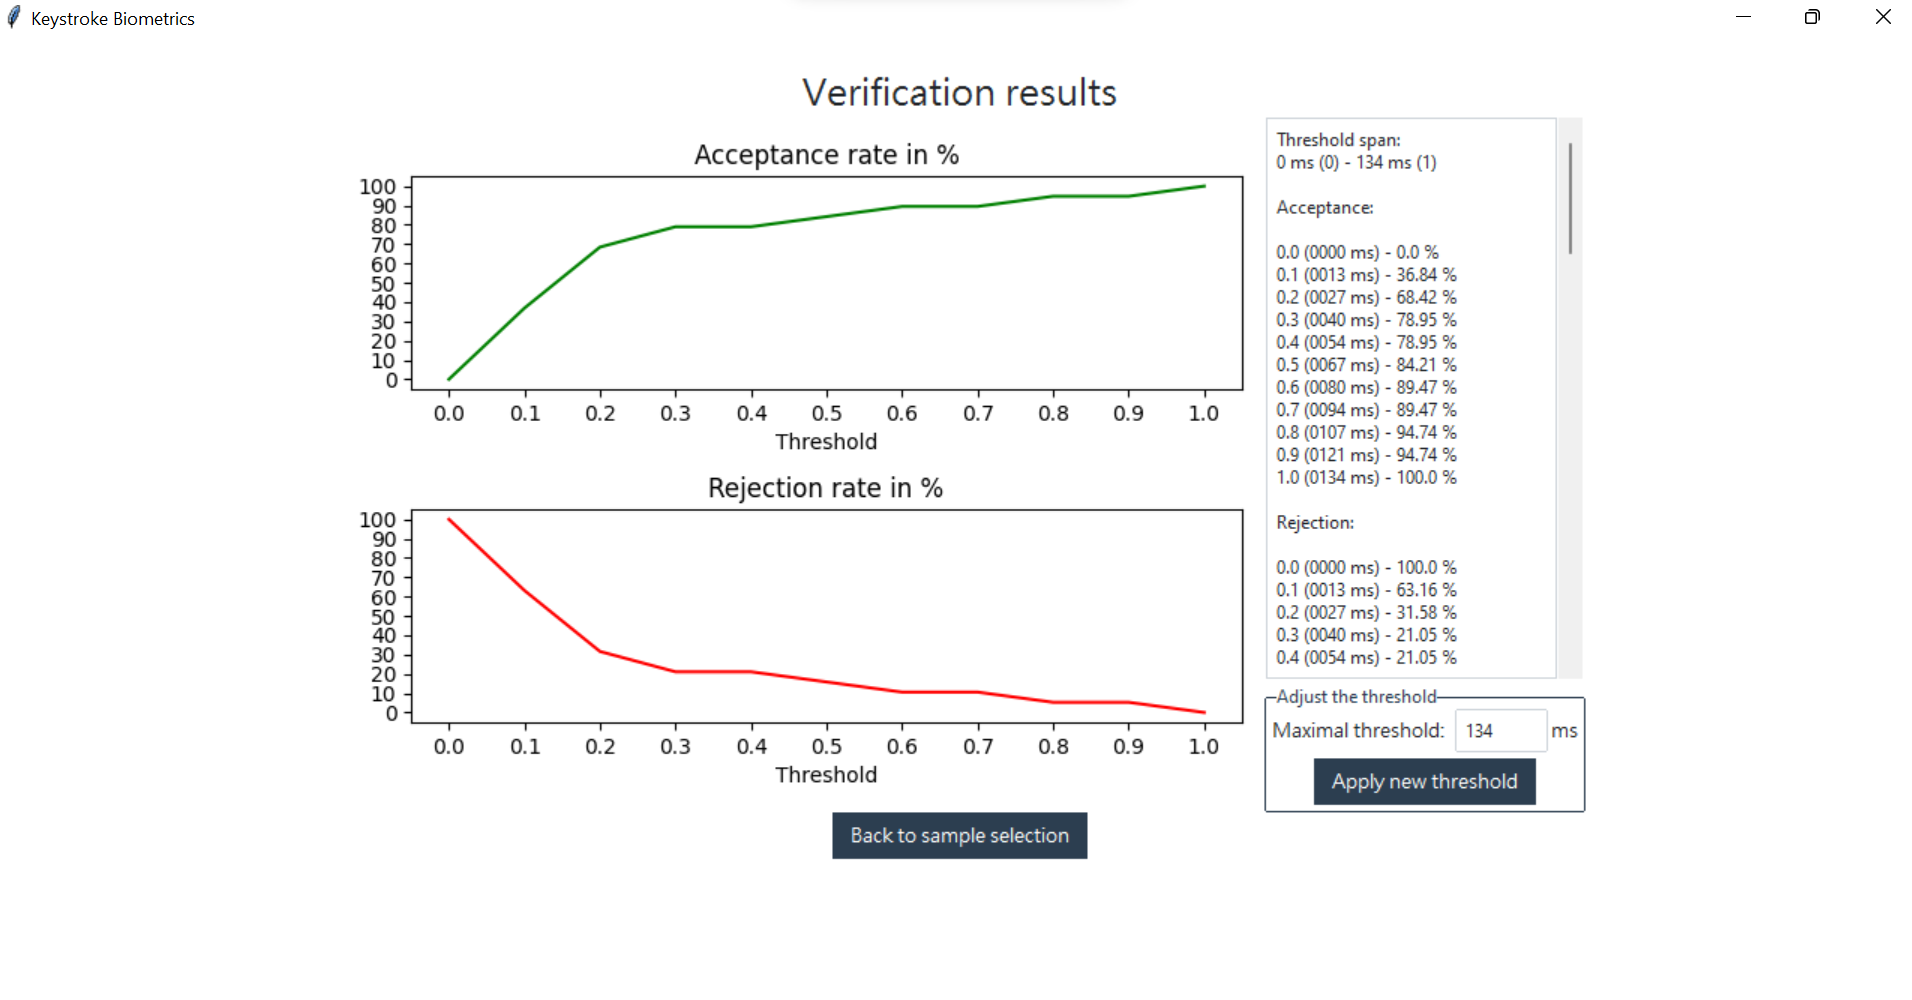 Keystroke Biometrics
Verification results
Acceptance rate in %
100
90
80
70
60
50
40
30
20
10
0
0.0 0.1 0.2 0.3 0.4 0.5 0.6 0.7 0.8 0.9 1.0
Threshold
Rejection rate in %
100
90
80
70
60
50
40
30
20
10
0
0.0 0.1 0.2 0.3 0.4 0.5 0.6 0.7 0.8 0.9 1.0
Threshold
Threshold span:
0 ms (0) - 134 ms (1)
Acceptance:
0.0 (0000 ms) - 0.0 %
0.1 (0013 ms) - 36.84 %
0.2 (0027 ms) - 68.42 %
0.3 (0040 ms) - 78.95 %
0.4 (0054 ms) - 78.95 %
0.5 (0067 ms) - 84.21 %
0.6 (0080 ms) - 89.47 %
0.7 (0094 ms) - 89.47 %
0.8 (0107 ms) - 94.74 %
0.9 (0121 ms) - 94.74 %
1.0 (0134 ms) - 100.0 %
Rejection:
0.0 (0000 ms) - 100.0 %
0.1 (0013 ms) - 63.16 %
0.2 (0027 ms) - 31.58 %
0.3 (0040 ms) - 21.05 %
0.4 (0054 ms) - 21.05 %
Adjust the threshold
Maximal threshold: 134 ms
Apply new threshold
Back to sample selection